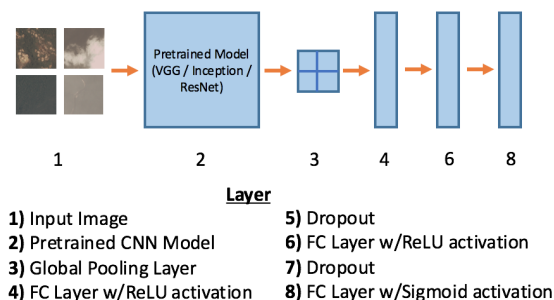 Pretrained Model
(VGG / Inception /
ResNet)
1 2 3 4 6 8
Layer
1) Input Image
2) Pretrained CNN Model
3) Global Pooling Layer
4) FC Layer w/ReLU activation
5) Dropout
6) FC Layer w/ReLU activation
7) Dropout
8) FC Layer w/Sigmoid activation